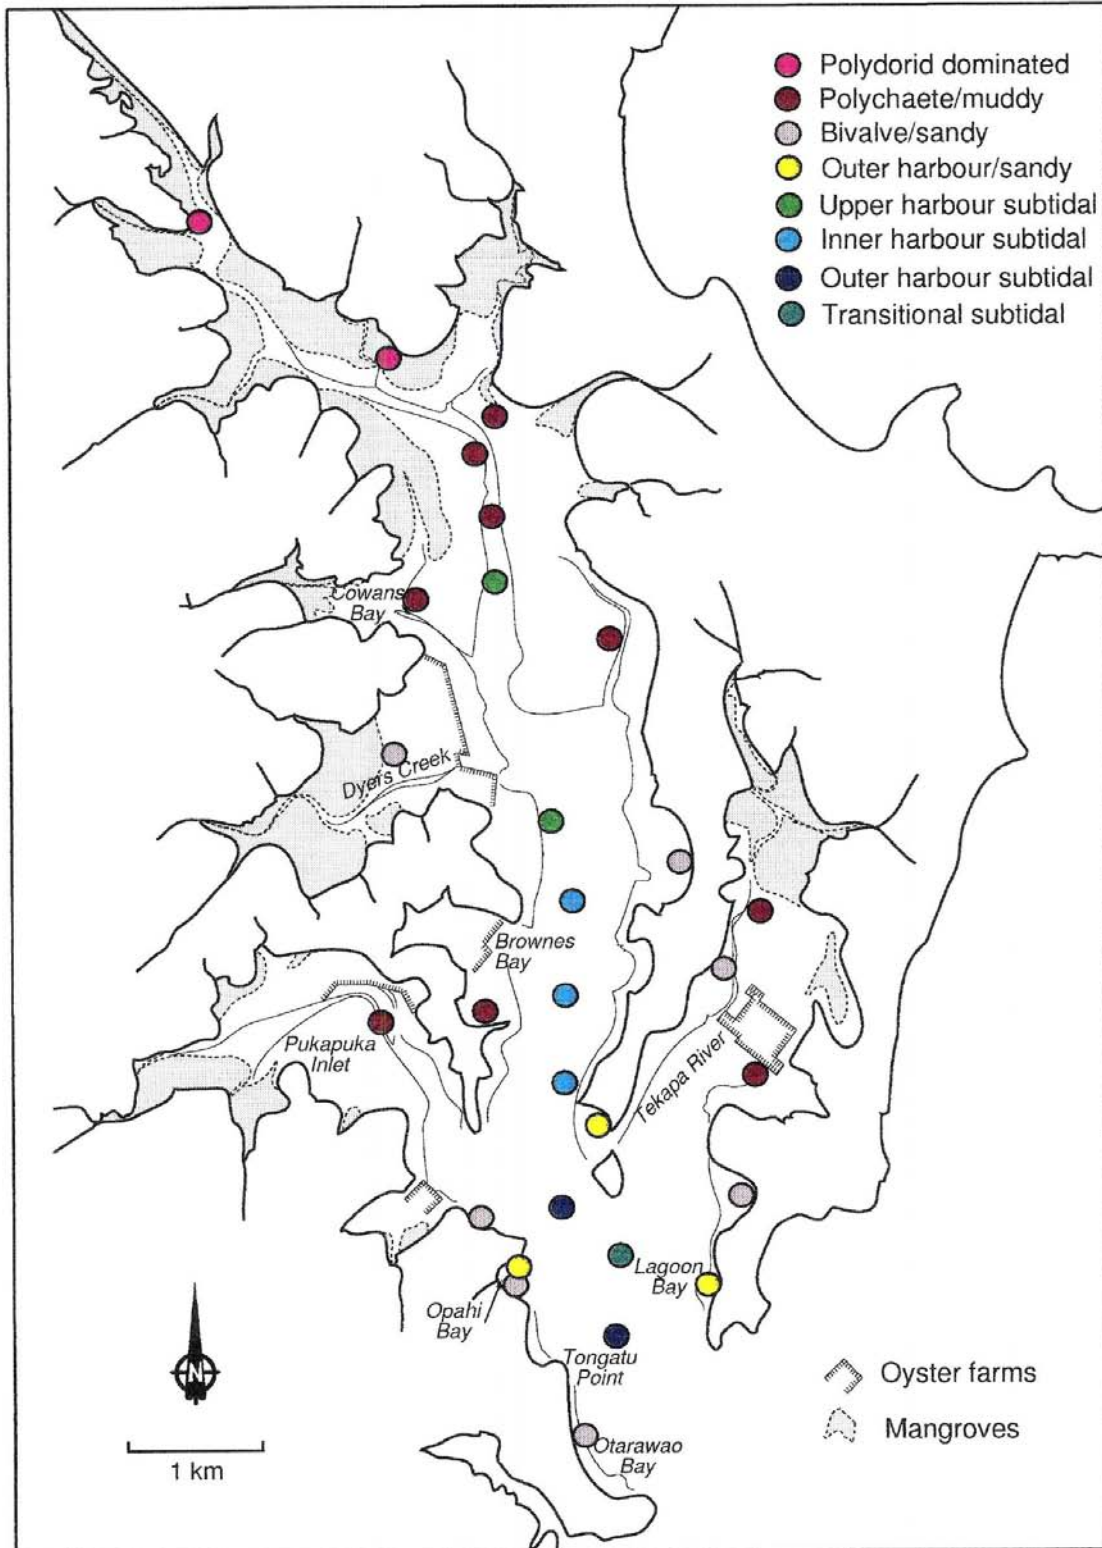 Polydorid dominated
Polychaete/muddy
Bivalve/sandy
Outer harbour/sandy
Upper harbour subtidal
Inner harbour subtidal
Outer harbour subtidal
Transitional subtidal
Cowans
Bay
Dyers Creek
Brownes
Bay
Pukapuka
Inlet
Tekapa River
Lagoon
Bay
Opahi
Bay
Tongatu
Point
Otarawao
Bay
N
1 km
Oyster farms
Mangroves